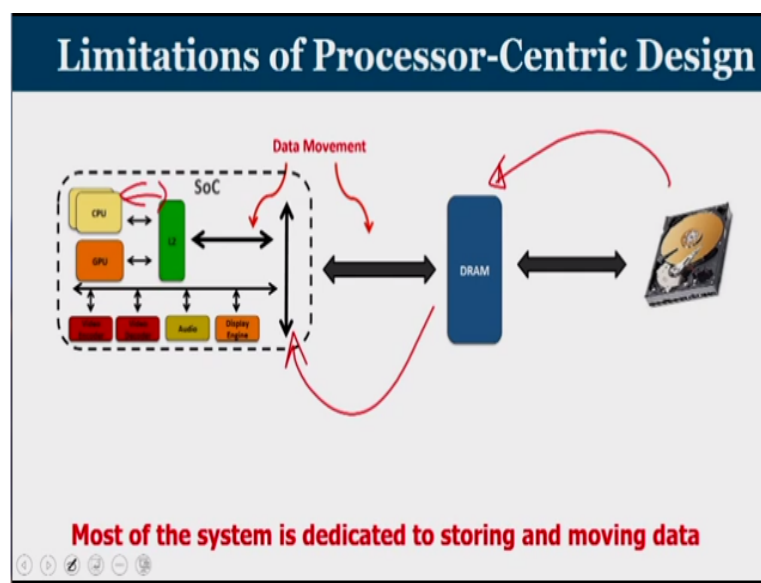 Limitations of Processor-Centric Design
Data Movement
SoC
CPU
L2
GPU
DRAM
Audio
Display
Engine
Most of the system is dedicated to storing and moving data